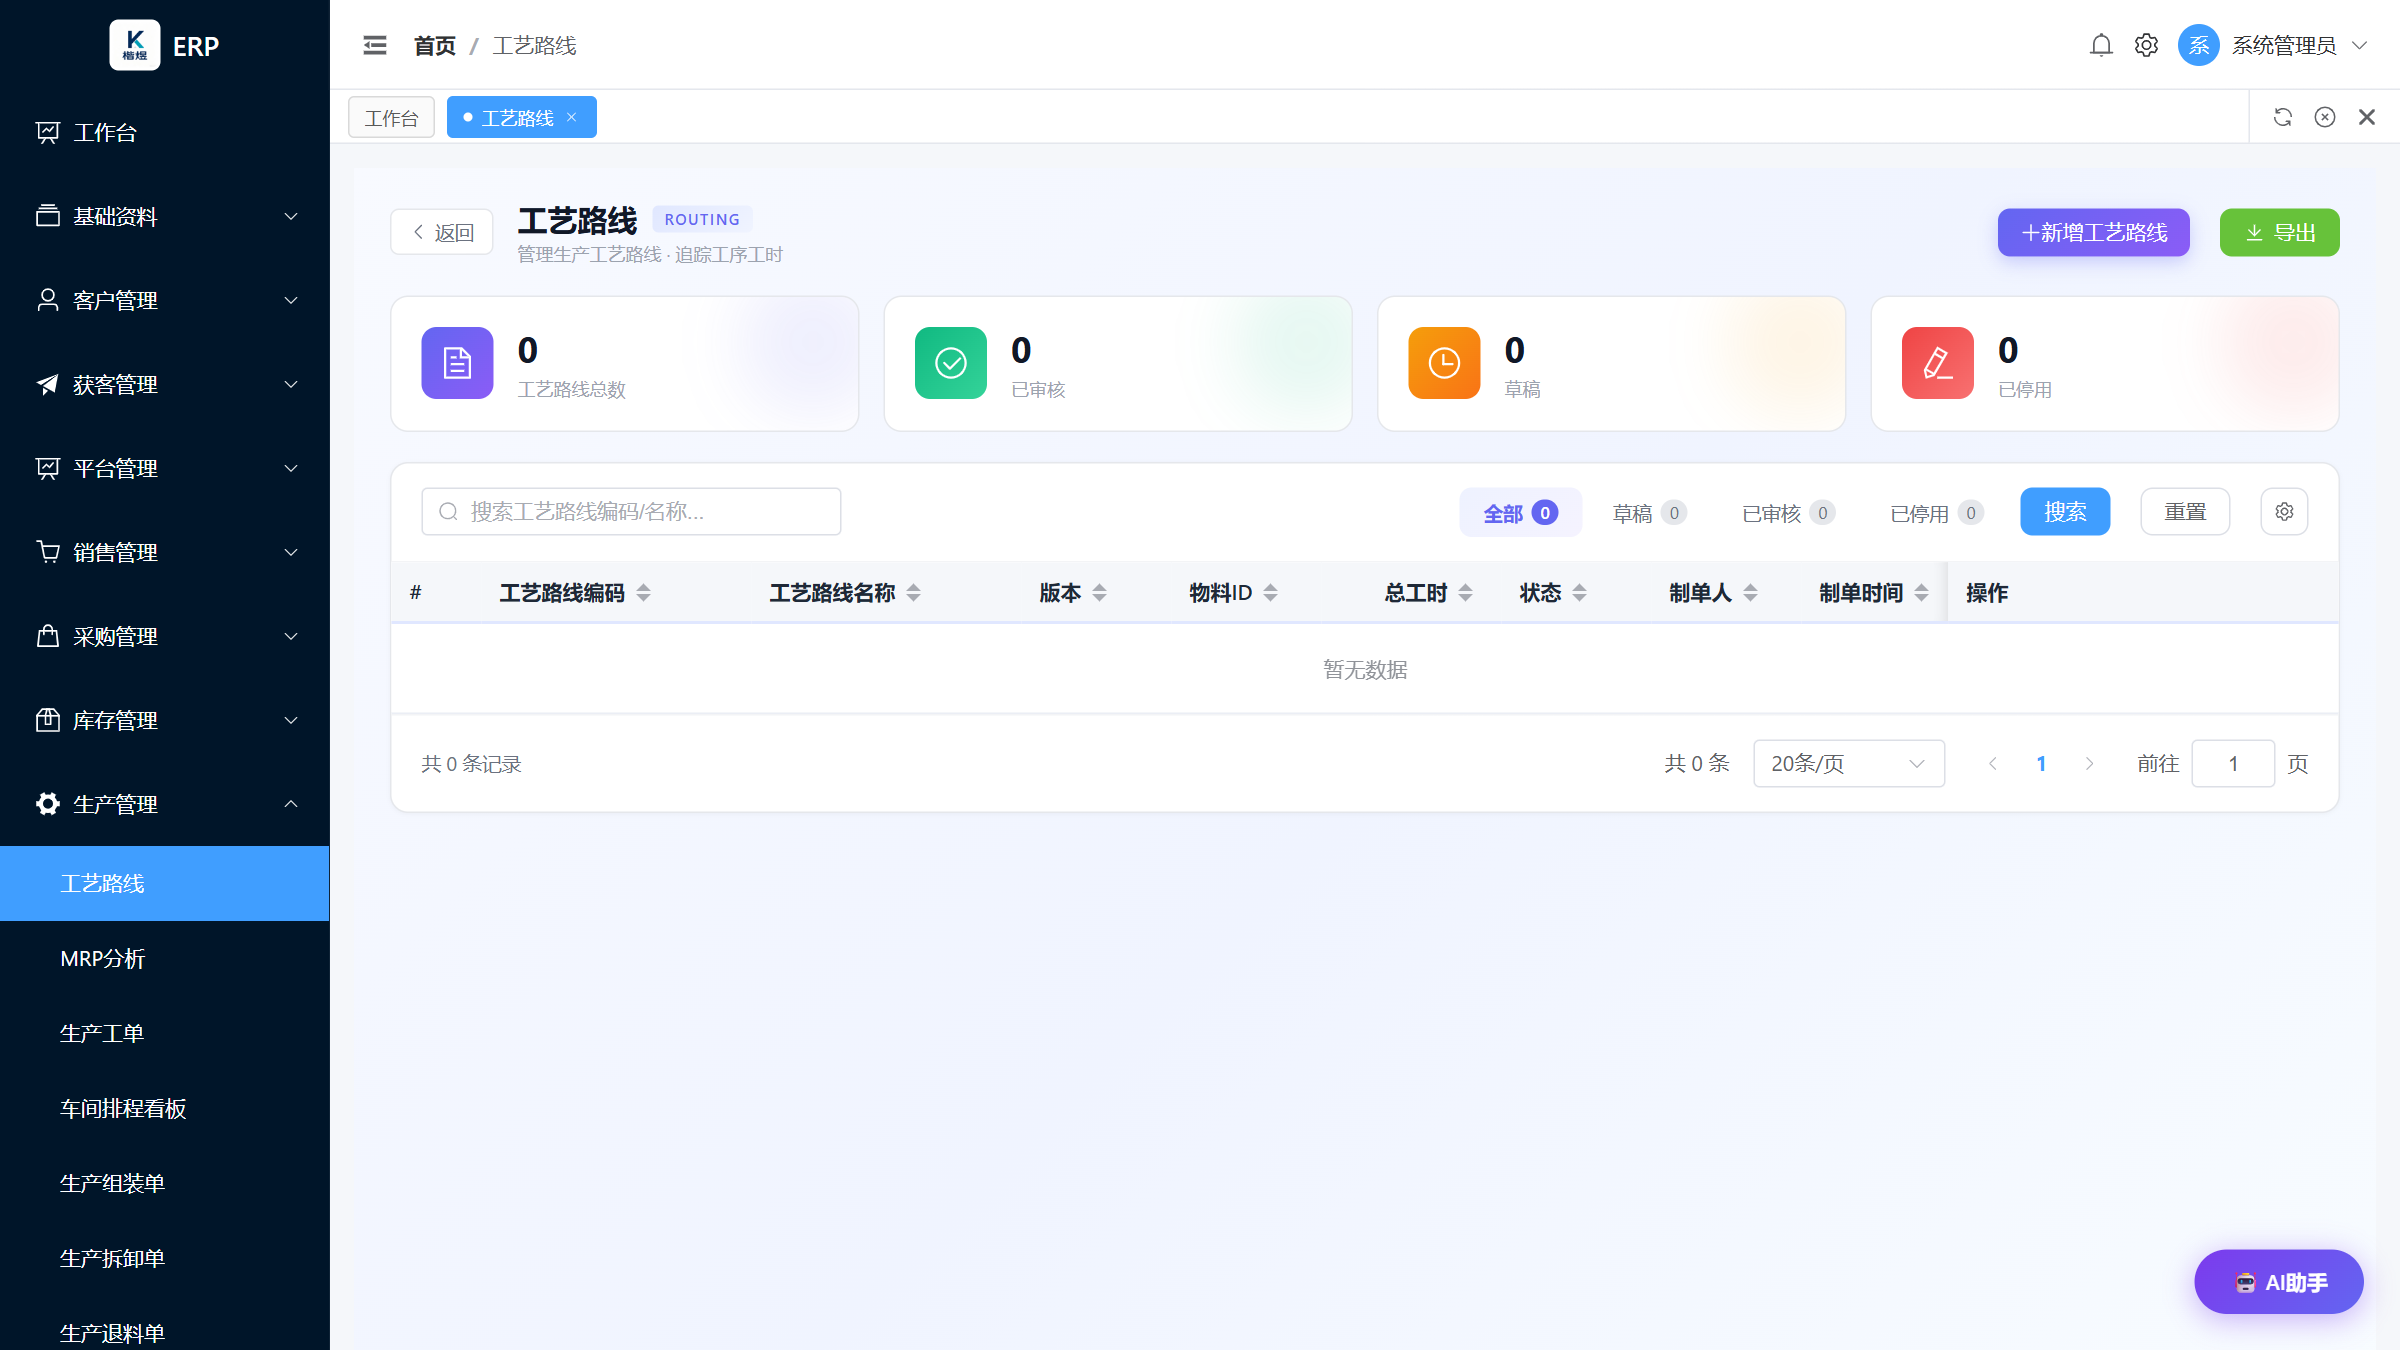 K
楷煜
ERP
首页 / 工艺路线
系
系统管理员
工作台
工艺路线
工作台
基础资料
客户管理
获客管理
平台管理
销售管理
采购管理
库存管理
生产管理
工艺路线
MRP分析
生产工单
车间排程看板
生产组装单
生产拆卸单
生产退料单
返回
工艺路线 ROUTING
管理生产工艺路线 · 追踪工序工时
+新增工艺路线
导出
0
工艺路线总数
0
已审核
0
草稿
0
已停用
搜索工艺路线编码/名称...
全部 0 草稿 0 已审核 0 已停用 0 搜索 重置
# 工艺路线编码 工艺路线名称 版本 物料ID 总工时 状态 制单人 制单时间 操作
暂无数据
共 0 条记录
共 0 条 20条/页 1 前往 1 页
AI助手